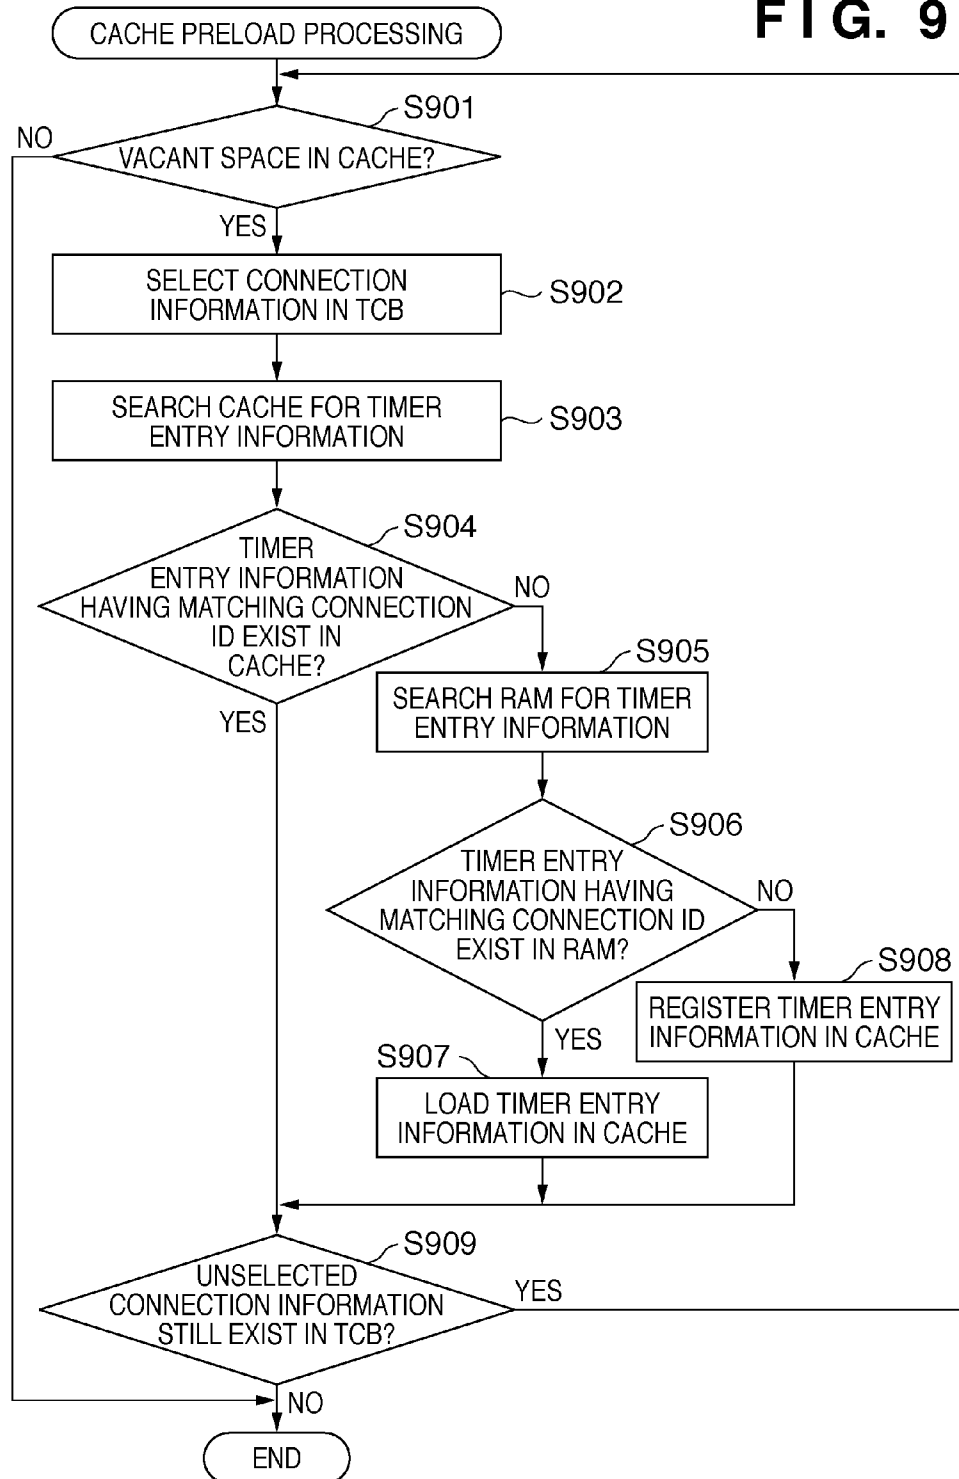 FIG. 9
CACHE PRELOAD PROCESSING
S901
NO
VACANT SPACE IN CACHE?
YES
SELECT CONNECTION
INFORMATION IN TCB
S902
SEARCH CACHE FOR TIMER
ENTRY INFORMATION
S903
S904
TIMER
ENTRY INFORMATION
HAVING MATCHING CONNECTION
ID EXIST IN
CACHE?
NO
YES
S905
SEARCH RAM FOR TIMER
ENTRY INFORMATION
S906
TIMER ENTRY
INFORMATION HAVING
MATCHING CONNECTION ID
EXIST IN RAM?
NO
YES
S908
REGISTER TIMER ENTRY
INFORMATION IN CACHE
S907
LOAD TIMER ENTRY
INFORMATION IN CACHE
S909
UNSELECTED
CONNECTION INFORMATION
STILL EXIST IN TCB?
YES
NO
END